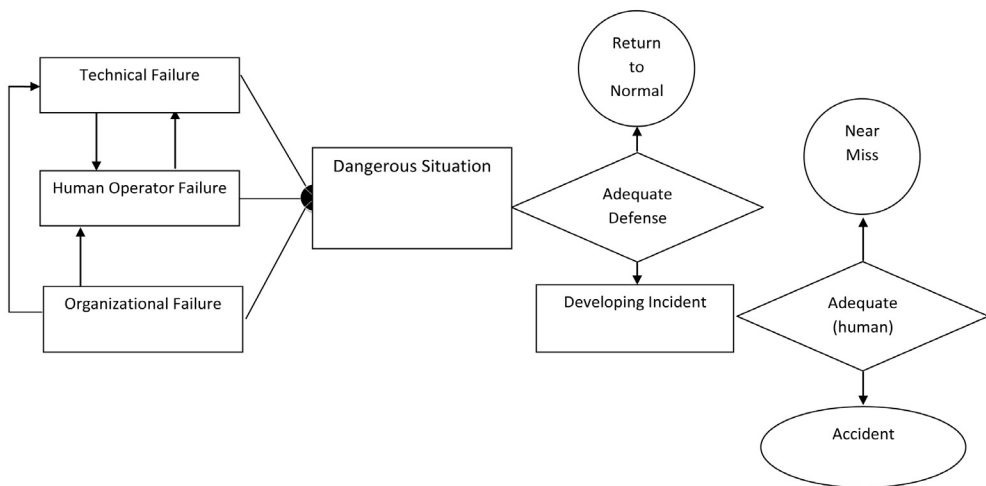 Technical Failure
Human Operator Failure
Organizational Failure
Dangerous Situation
Return
to
Normal
Adequate
Defense
Developing Incident
Near
Miss
Adequate
(human)
Accident